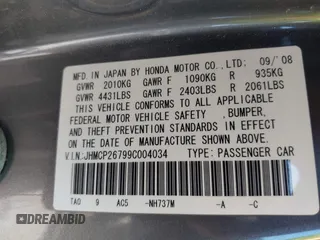 MFD. IN JAPAN BY HONDA MOTOR CO., LTD. 09/'08
GVWR 2010KG GAWR F 1090KG R 935KG
GVWR 4431LBS GAWR F 2403LBS R 2061LBS
THIS VEHICLE CONFORMS TO ALL APPLICABLE
FEDERAL MOTOR VEHICLE SAFETY ,BUMPER,
AND THEFT PREVENTION STANDARDS IN EFFECT ON
THE DATE OF MANUFACTURE SHOWN ABOVE.
V.I.N:JHMCP26799C004034 TYPE: PASSENGER CAR
TA0 9 AC5 -NH737M -A -C
DREAMBID